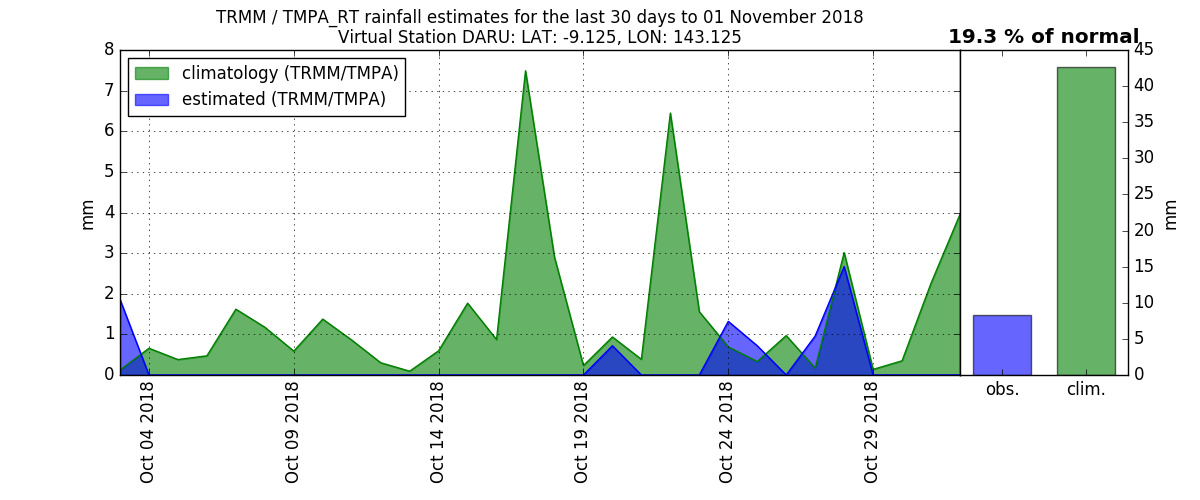 TRMM / TMPA_RT rainfall estimates for the last 30 days to 01 November 2018
Virtual Station DARU: LAT: -9.125, LON: 143.125
19.3 % of normal
climatology (TRMM/TMPA)
estimated (TRMM/TMPA)
mm
8
7
6
5
4
3
2
1
0
Oct 04 2018
Oct 09 2018
Oct 14 2018
Oct 19 2018
Oct 24 2018
Oct 29 2018
obs.
clim.
45
40
35
30
25
20
15
10
5
0
mm